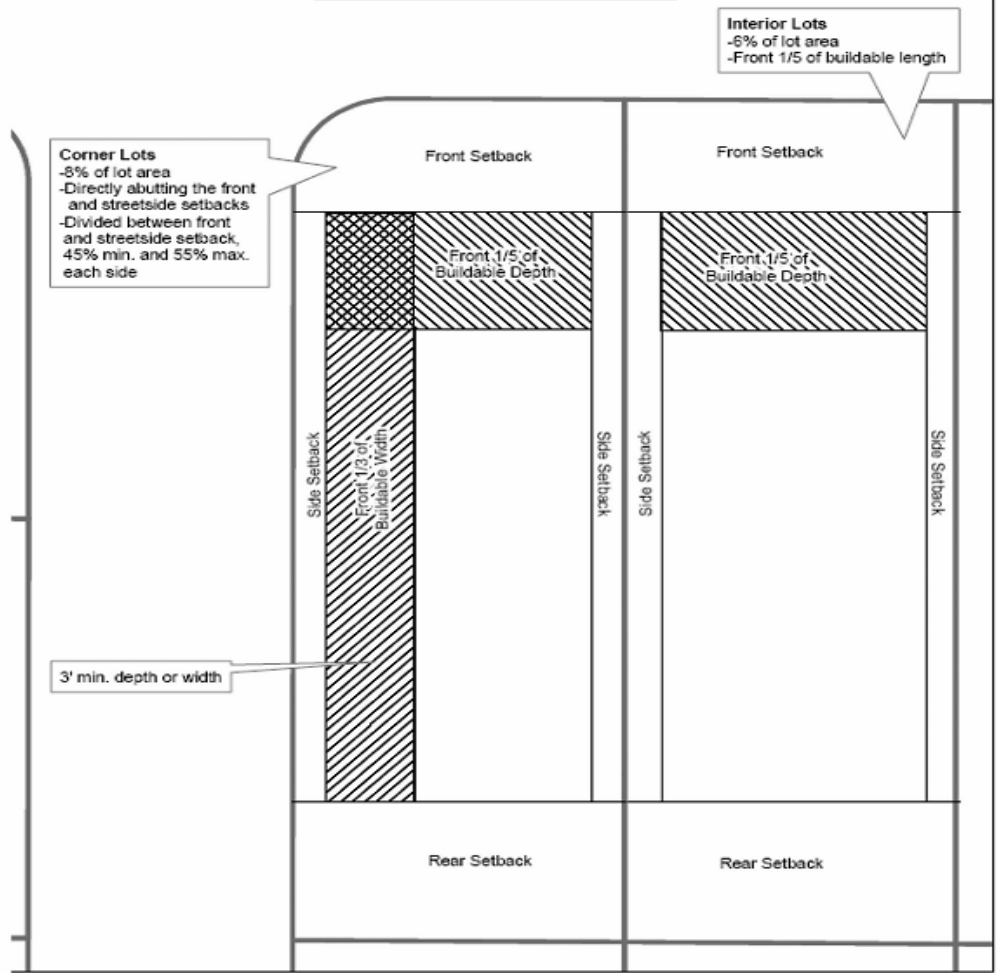 Interior Lots
-6% of lot area
-Front 1/5 of buildable length
Corner Lots
-8% of lot area
-Directly abutting the front
and streetside setbacks
-Divided between front
and streetside setback,
45% min. and 55% max.
each side
Front Setback
Front Setback
Front 1/5 of
Buildable Depth
Front 1/5 of
Buildable Depth
Side Setback
Front 1/3 of
Buildable Width
Side Setback
Side Setback
Side Setback
3' min. depth or width
Rear Setback
Rear Setback